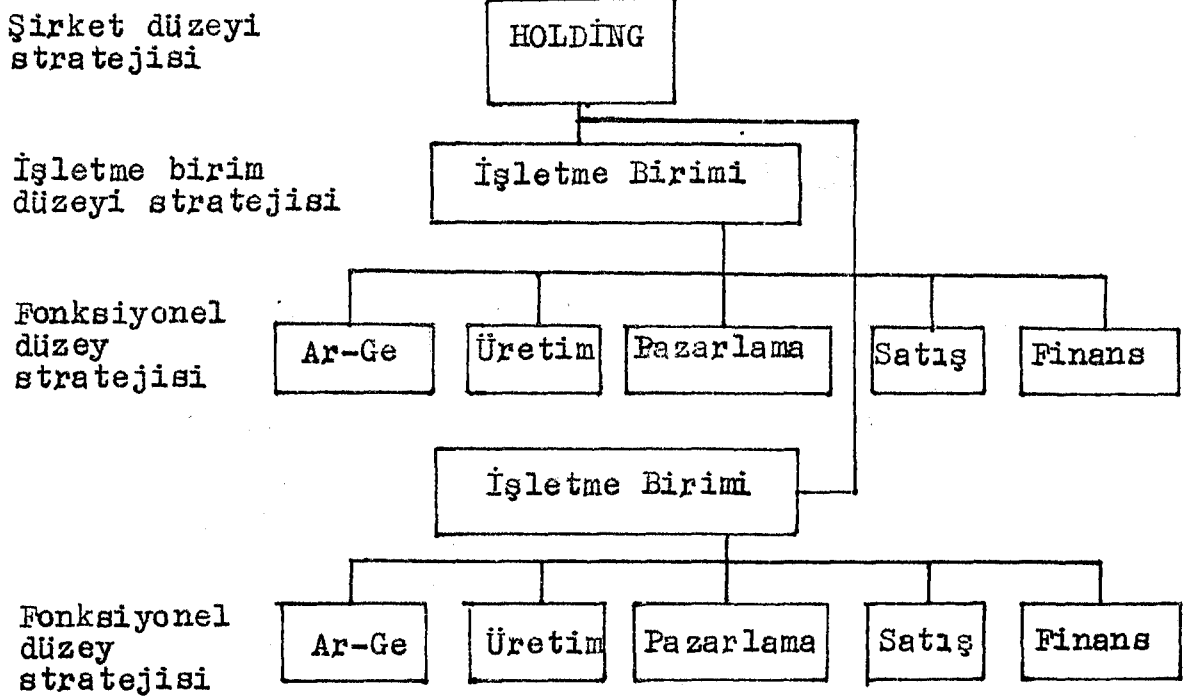 Şirket düzeyi
stratejisi
HOLDİNG
İşletme birim
düzeyi stratejisi
İşletme Birimi
Fonksiyonel
düzey
stratejisi
Ar-Ge
Üretim
Pazarlama
Satış
Finans
İşletme Birimi
Fonksiyonel
düzey
stratejisi
Ar-Ge
Üretim
Pazarlama
Satış
Finans